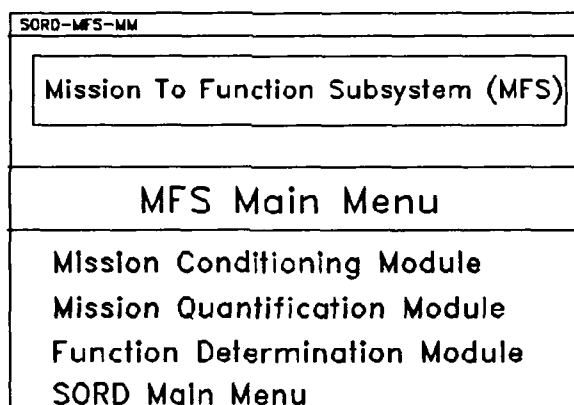 SORD-MFS-MM
Mission To Function Subsystem (MFS)
MFS Main Menu
Mission Conditioning Module
Mission Quantification Module
Function Determination Module
SORD Main Menu